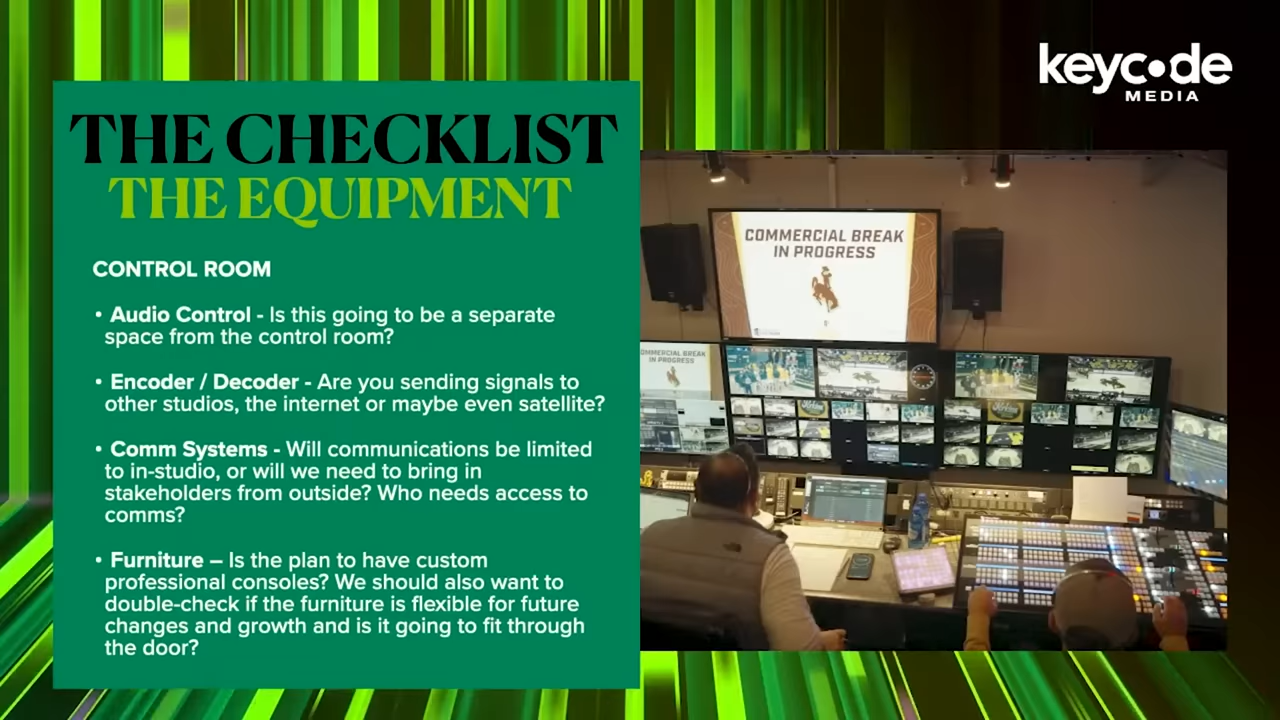 keycode
MEDIA
THE CHECKLIST
THE EQUIPMENT
CONTROL ROOM
• Audio Control - Is this going to be a separate
space from the control room?
• Encoder / Decoder - Are you sending signals to
other studios, the internet or maybe even satellite?
• Comm Systems - Will communications be limited
to in-studio, or will we need to bring in
stakeholders from outside? Who needs access to
comms?
• Furniture – Is the plan to have custom
professional consoles? We should also want to
double-check if the furniture is flexible for future
changes and growth and is it going to fit through
the door?
COMMERCIAL BREAK
IN PROGRESS
COMMERCIAL BREAK
IN PROGRESS